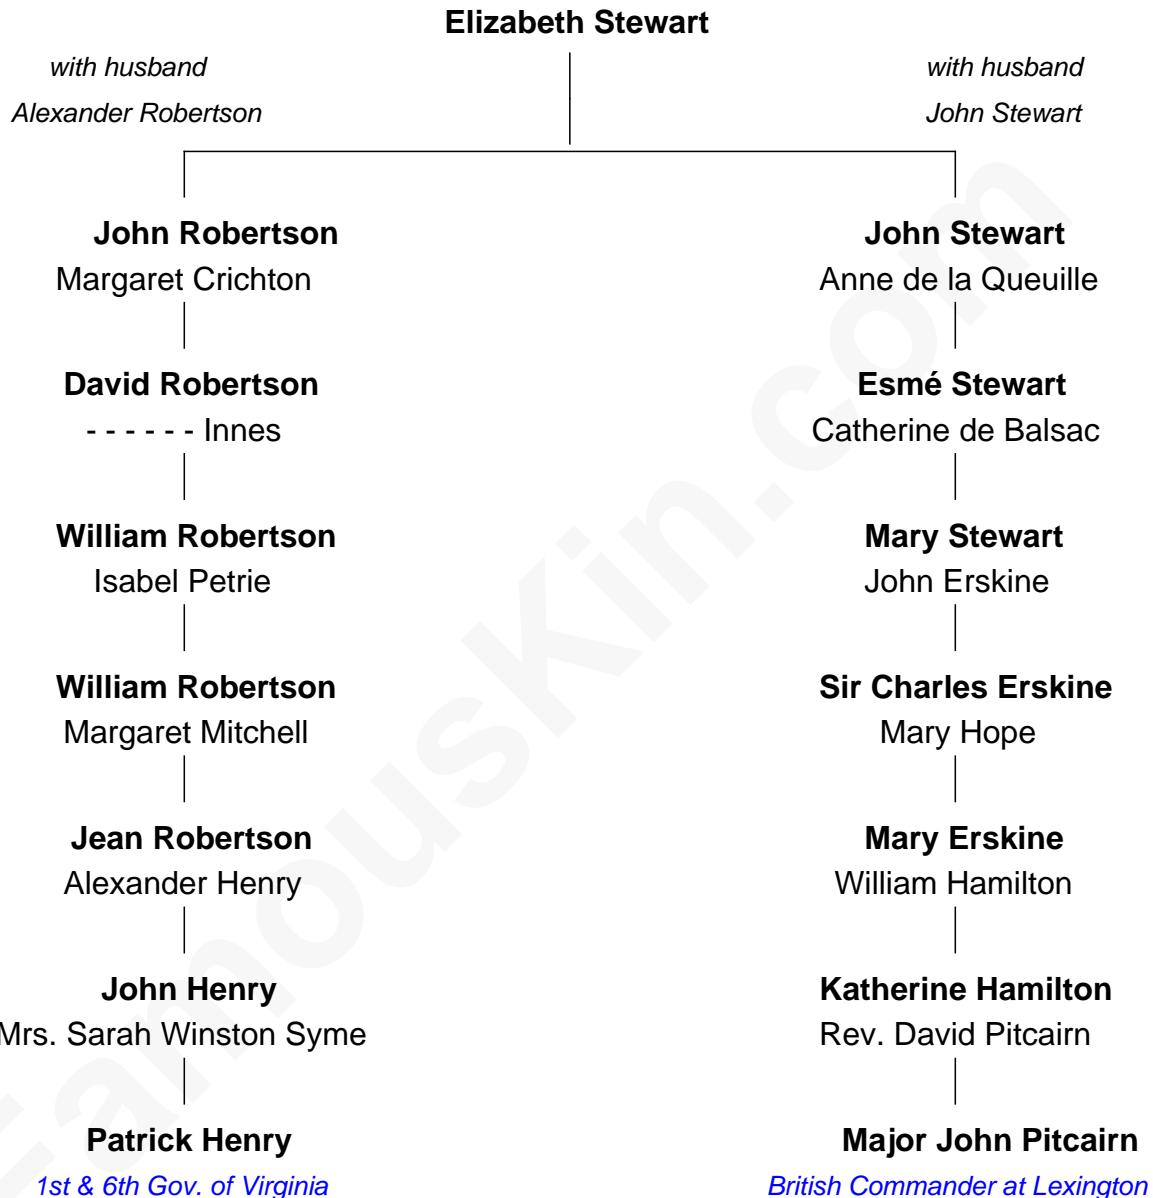 Elizabeth Stewart
with husband
Alexander Robertson
with husband
John Stewart
John Robertson
Margaret Crichton
John Stewart
Anne de la Queuille
David Robertson
- - - - - - Innes
Esmé Stewart
Catherine de Balsac
William Robertson
Isabel Petrie
Mary Stewart
John Erskine
William Robertson
Margaret Mitchell
Sir Charles Erskine
Mary Hope
Jean Robertson
Alexander Henry
Mary Erskine
William Hamilton
John Henry
Mrs. Sarah Winston Syme
Katherine Hamilton
Rev. David Pitcairn
Patrick Henry
1st & 6th Gov. of Virginia
Major John Pitcairn
British Commander at Lexington
FamousKin.com